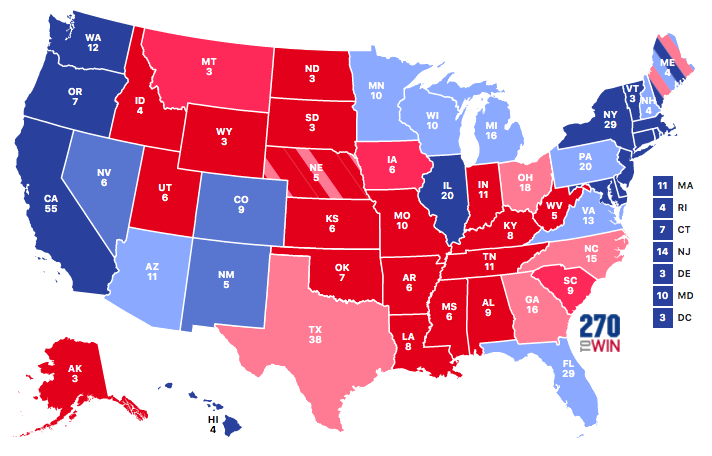 WA
12
OR
7
CA
55
NV
6
ID
4
MT
3
WY
3
UT
6
AZ
11
CO
9
NM
5
ND
3
SD
3
NE
5
KS
6
OK
7
TX
38
MN
10
IA
6
MO
10
AR
6
LA
8
WI
10
IL
20
MI
16
IN
11
OH
18
KY
8
TN
11
MS
6
AL
9
GA
16
FL
29
SC
9
NC
15
VA
13
WV
5
PA
20
NY
29
VT
3
NH
4
ME
4
AK
3
HI
4
11 MA
4 RI
7 CT
14 NJ
3 DE
10 MD
3 DC
270
TO WIN